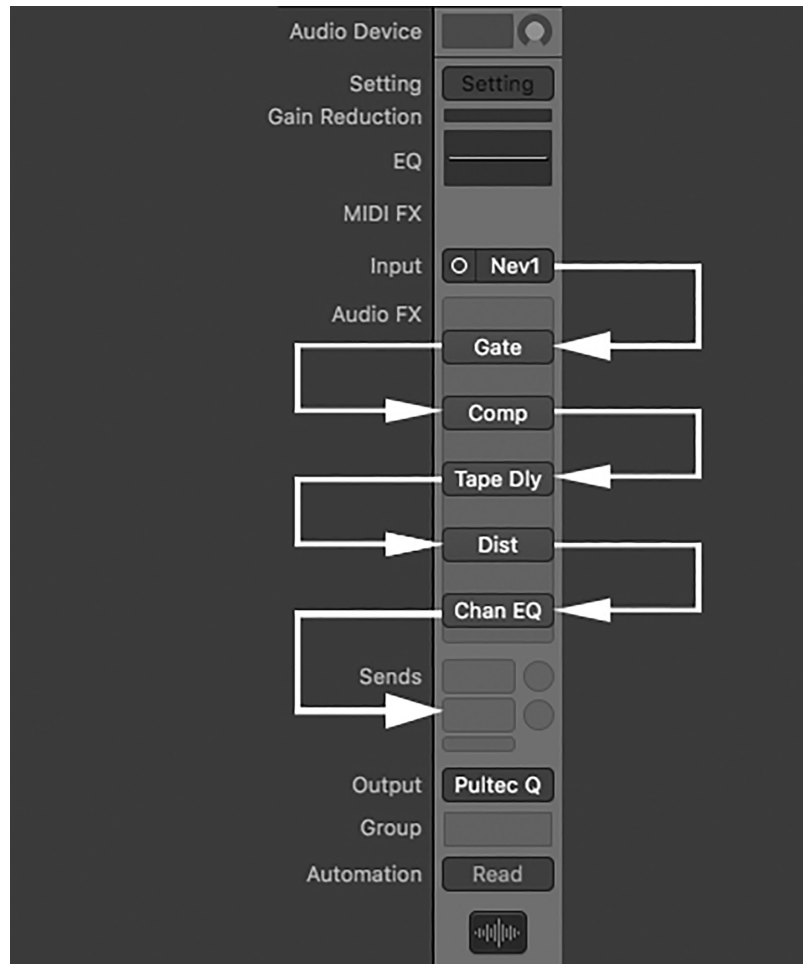 Audio Device
Setting Setting
Gain Reduction
EQ
MIDI FX
Input Nev1
Audio FX
Gate
Comp
Tape Dly
Dist
Chan EQ
Sends
Output Pultec Q
Group
Automation Read